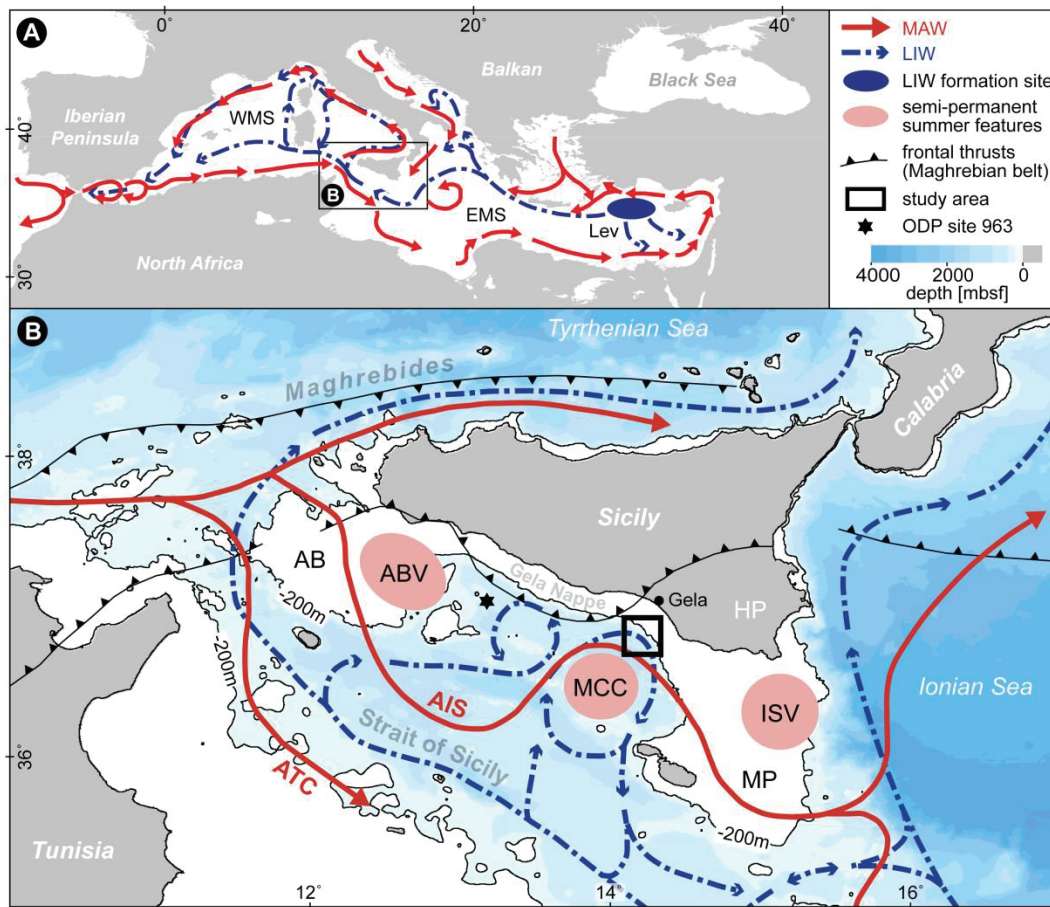 A
0°
20°
40°
40°
30°
Iberian
Peninsula
WMS
Balkan
Black Sea
B
EMS
Lev
North Africa
MAW
LIW
LIW formation site
semi-permanent
summer features
frontal thrusts
(Maghrebian belt)
study area
ODP site 963
4000
2000
0
depth [mbsf]
B
Tyrrhenian Sea
Maghrebides
Calabria
38°
Sicily
AB
ABV
Gela Nappe
Gela
HP
-200m
-200m
MCC
ISV
Ionian Sea
AIS
Strait of Sicily
36°
ATC
MP
-200m
Tunisia
12°
14°
16°